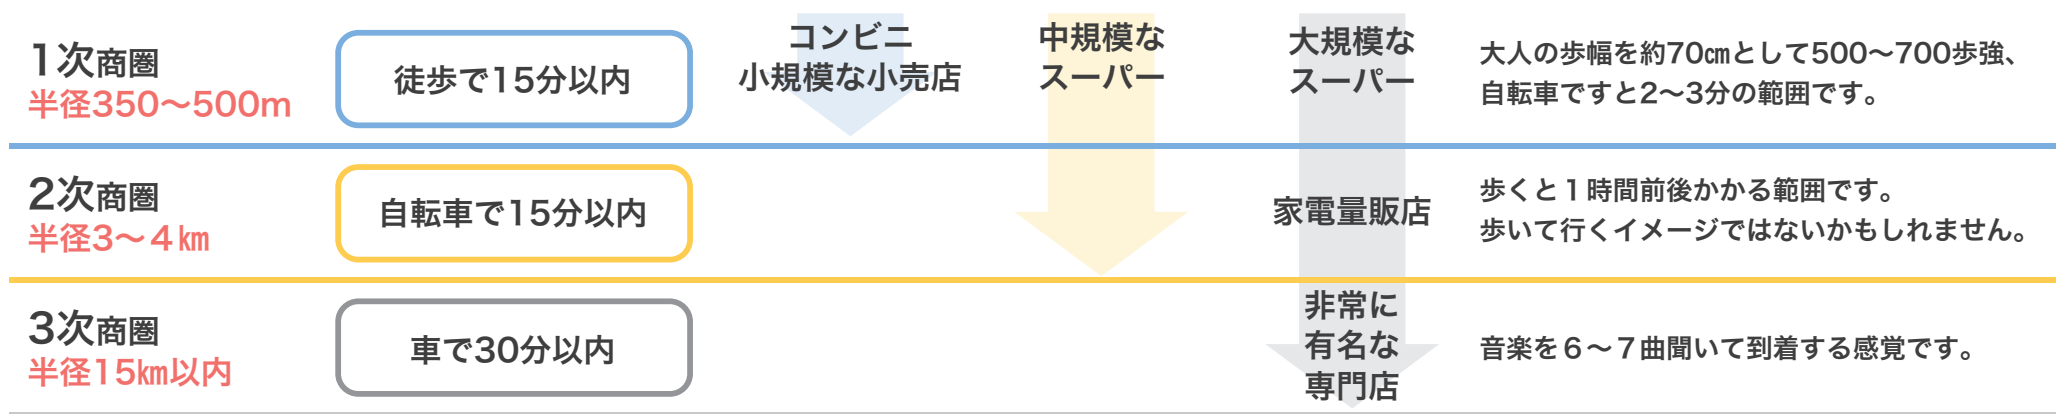 1次商圏
半径350〜500m
徒歩で15分以内
コンビニ
小規模な小売店
中規模な
スーパー
大規模な
スーパー
大人の歩幅を約70㎝として500〜700歩強、
自転車ですと2〜3分の範囲です。
2次商圏
半径3〜４㎞
自転車で15分以内
家電量販店
歩くと１時間前後かかる範囲です。
歩いて行くイメージではないかもしれません。
3次商圏
半径15㎞以内
車で30分以内
非常に
有名な
専門店
音楽を６〜７曲聞いて到着する感覚です。